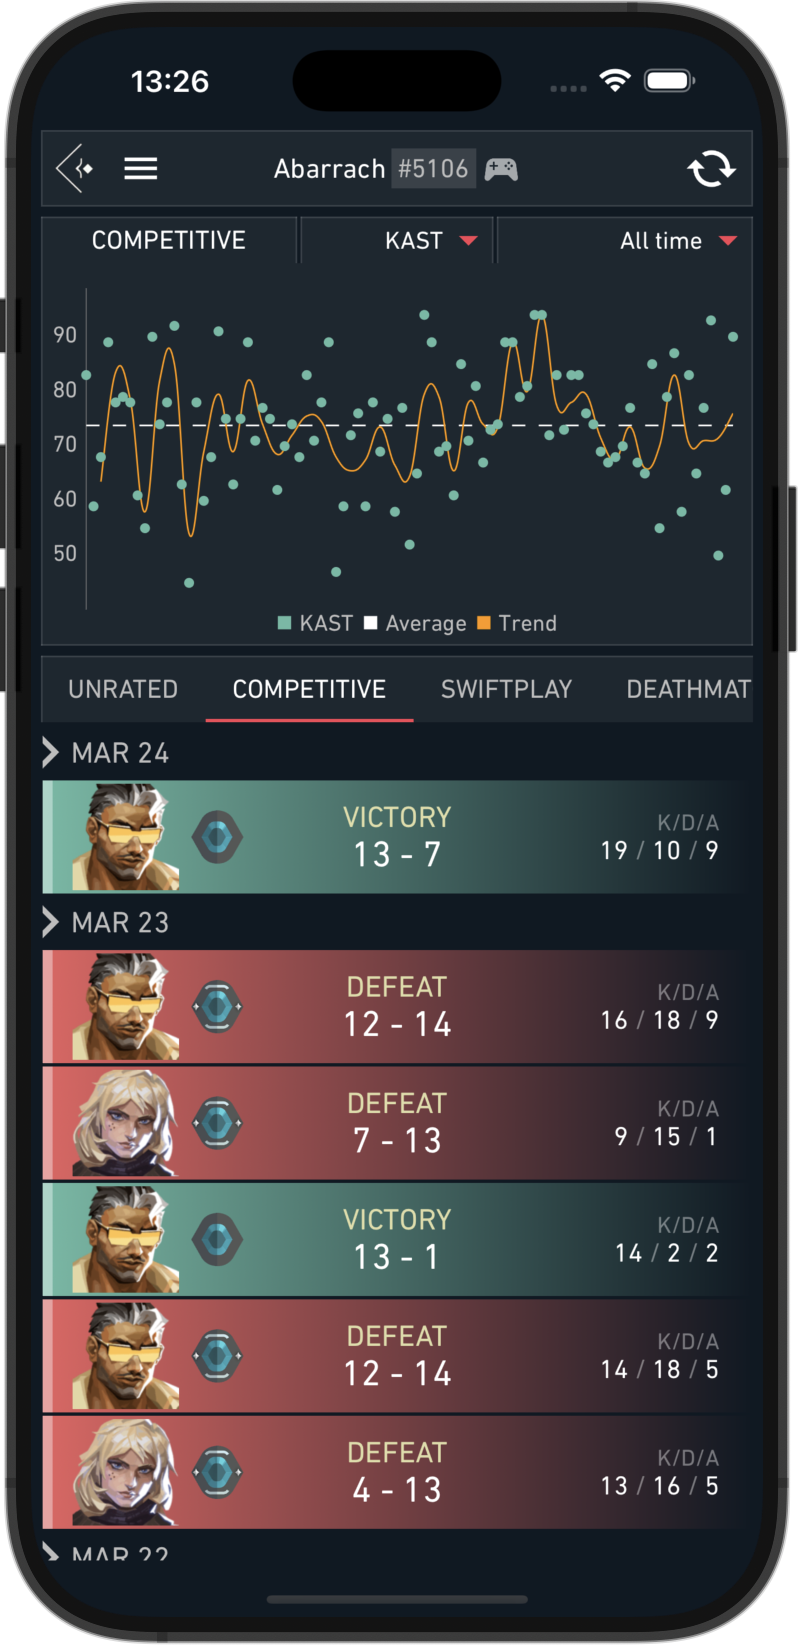 13:26
Abarrach #5106
COMPETITIVE KAST All time
90
80
70
60
50
KAST Average Trend
UNRATED COMPETITIVE SWIFTPLAY DEATHMAT
MAR 24
VICTORY
13 - 7
K/D/A
19 / 10 / 9
MAR 23
DEFEAT
12 - 14
K/D/A
16 / 18 / 9
DEFEAT
7 - 13
K/D/A
9 / 15 / 1
VICTORY
13 - 1
K/D/A
14 / 2 / 2
DEFEAT
12 - 14
K/D/A
14 / 18 / 5
DEFEAT
4 - 13
K/D/A
13 / 16 / 5
MAR 22